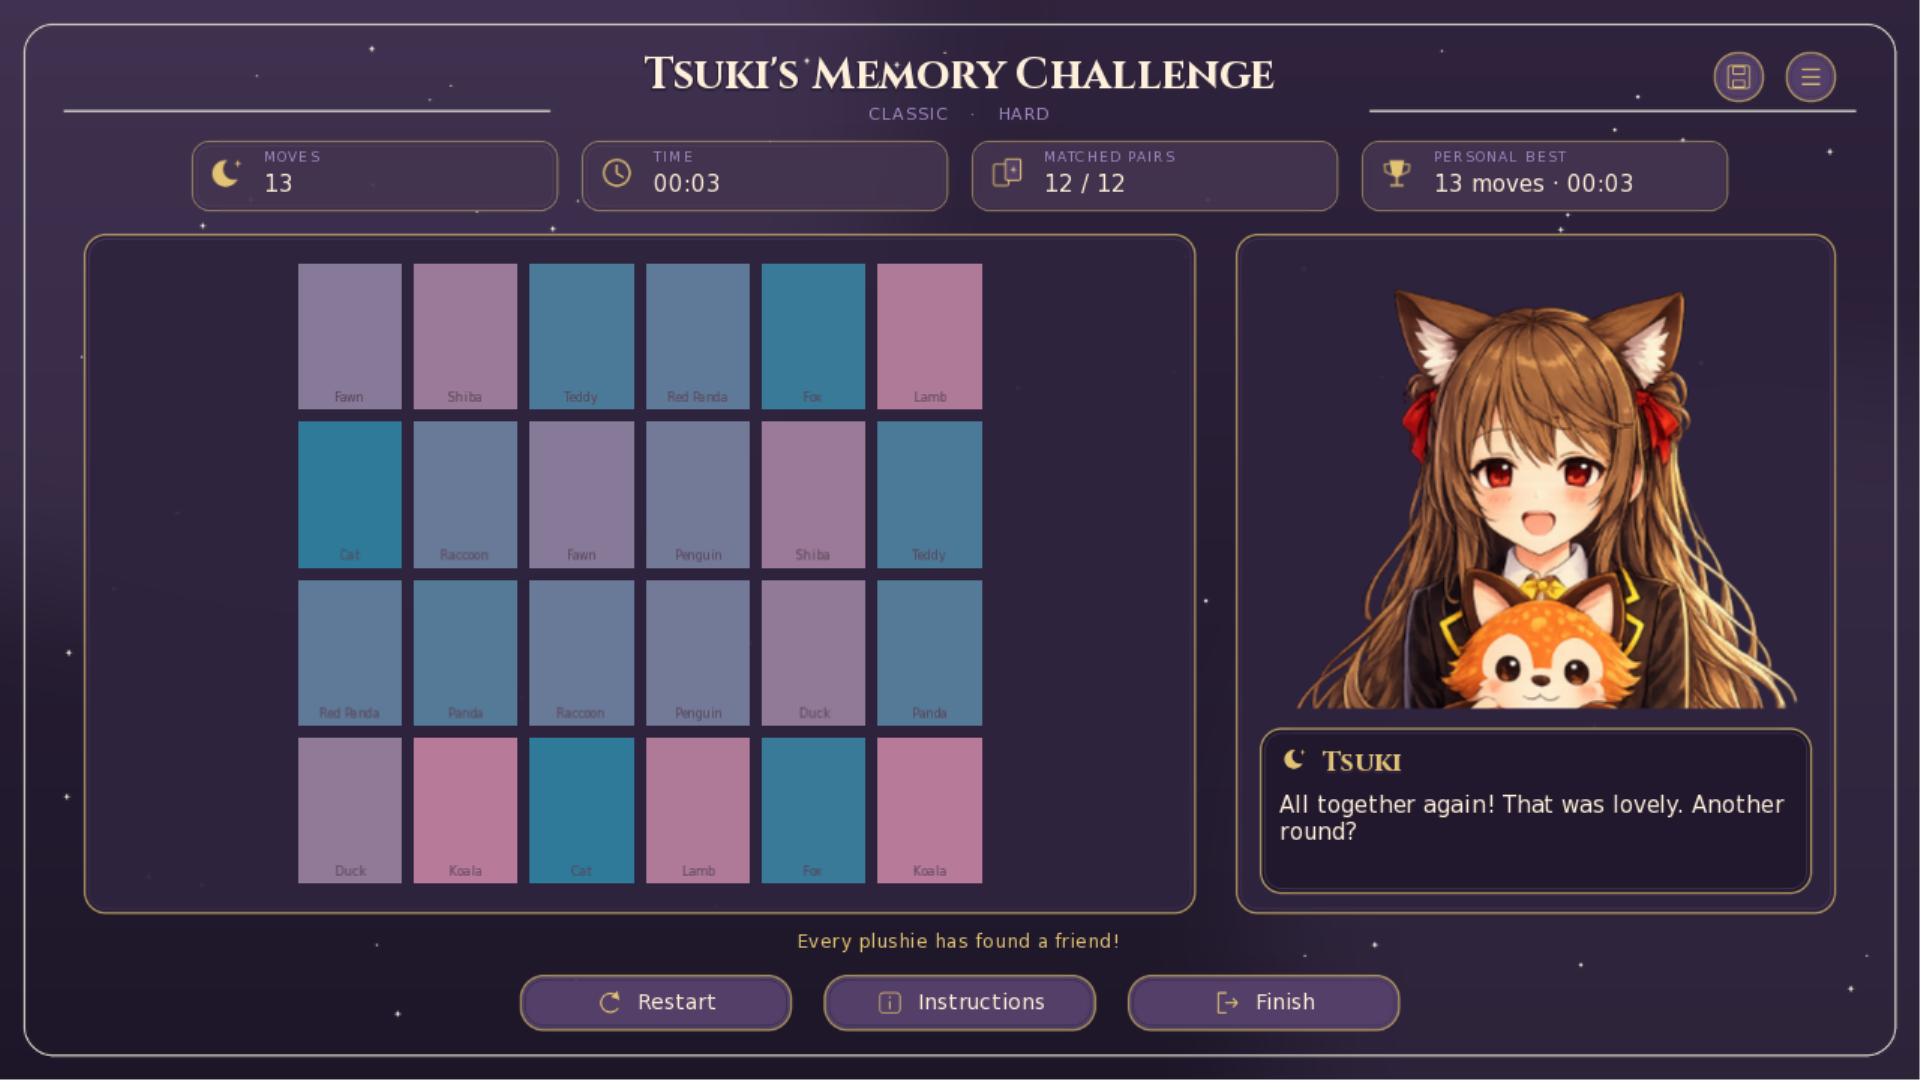 Tsuki's Memory Challenge
CLASSIC · HARD
MOVES
13
TIME
00:03
MATCHED PAIRS
12 / 12
PERSONAL BEST
13 moves · 00:03
Fawn Shiba Teddy Red Panda Fox Lamb
Cat Raccoon Fawn Penguin Shiba Teddy
Red Panda Panda Raccoon Penguin Duck Panda
Duck Koala Cat Lamb Fox Koala
Tsuki
All together again! That was lovely. Another
round?
Every plushie has found a friend!
Restart Instructions Finish